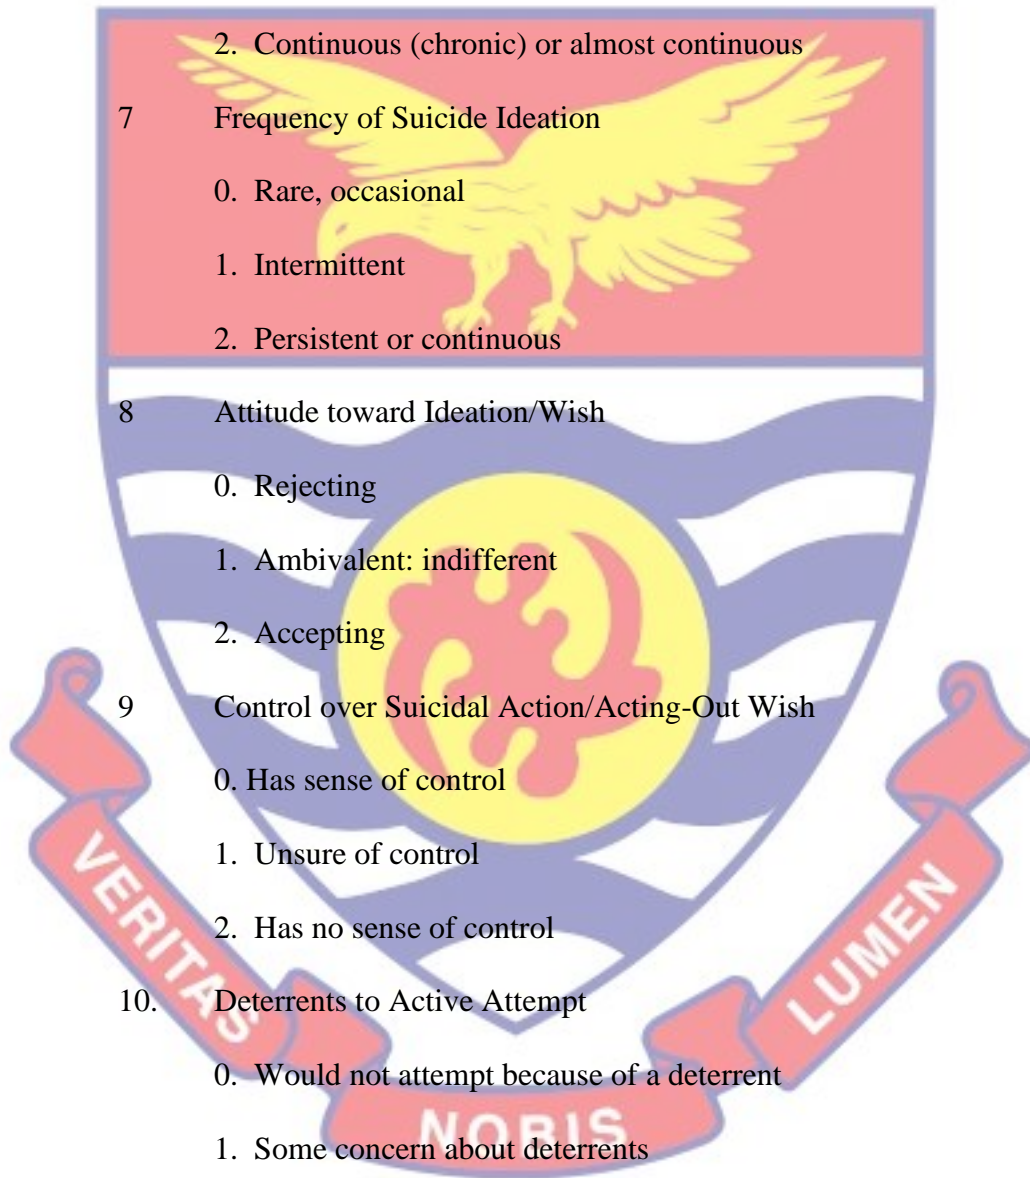 2. Continuous (chronic) or almost continuous
7 Frequency of Suicide Ideation
0. Rare, occasional
1. Intermittent
2. Persistent or continuous
8 Attitude toward Ideation/Wish
0. Rejecting
1. Ambivalent: indifferent
2. Accepting
9 Control over Suicidal Action/Acting-Out Wish
0. Has sense of control
1. Unsure of control
2. Has no sense of control
10. Deterrents to Active Attempt
0. Would not attempt because of a deterrent
1. Some concern about deterrents
VERITAS
NOBIS
LUMEN